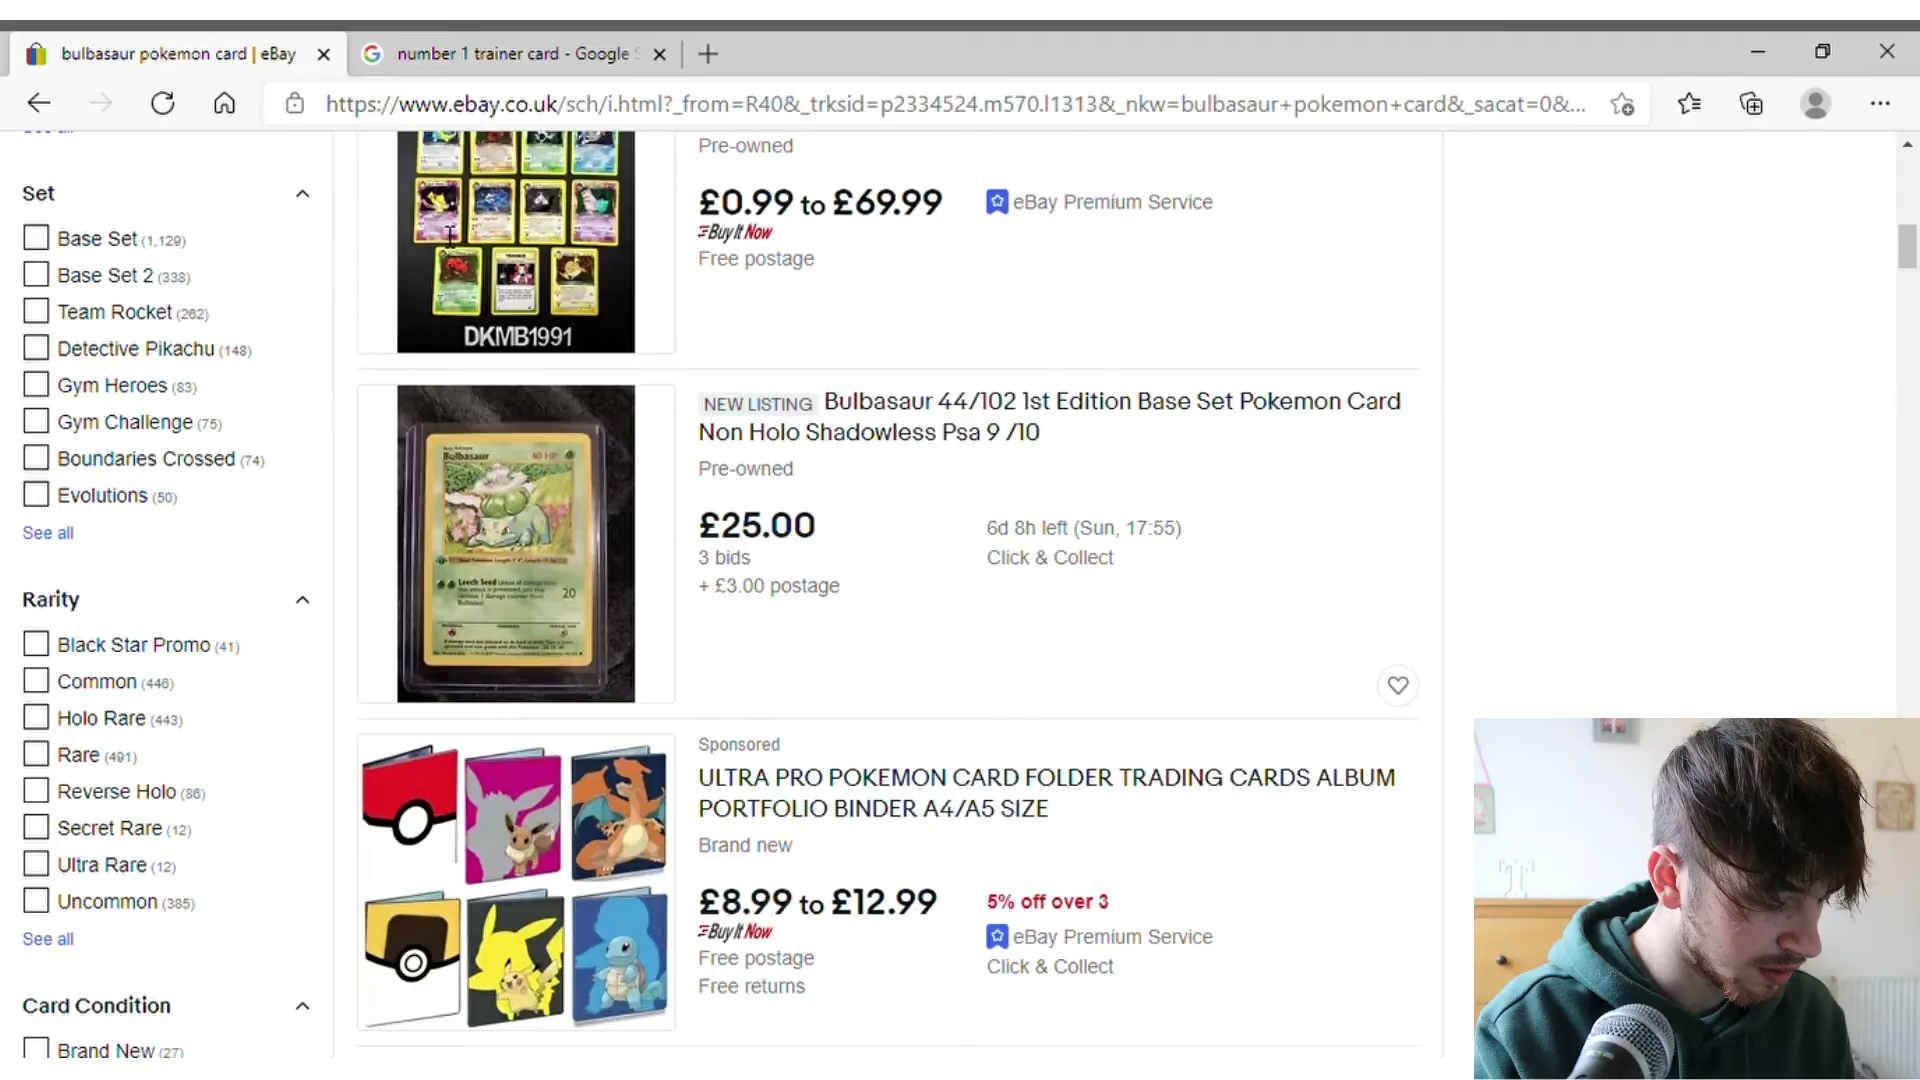 bulbasaur pokemon card | eBay
number 1 trainer card - Google
https://www.ebay.co.uk/sch/i.html?_from=R40&_trksid=p2334524.m570.l1313&_nkw=bulbasaur+pokemon+card&_sacat=0&...
Set
Base Set (1,129)
Base Set 2 (338)
Team Rocket (262)
Detective Pikachu (148)
Gym Heroes (83)
Gym Challenge (75)
Boundaries Crossed (74)
Evolutions (50)
See all
Rarity
Black Star Promo (41)
Common (446)
Holo Rare (443)
Rare (491)
Reverse Holo (86)
Secret Rare (12)
Ultra Rare (12)
Uncommon (385)
See all
Card Condition
Brand New (27)
DKMB1991
Pre-owned
£0.99 to £69.99
eBay Premium Service
Buy It Now
Free postage
Bulbasaur 40 HP
Leech Seed
20
NEW LISTING Bulbasaur 44/102 1st Edition Base Set Pokemon Card
Non Holo Shadowless Psa 9 /10
Pre-owned
£25.00
6d 8h left (Sun, 17:55)
3 bids
Click & Collect
+ £3.00 postage
Sponsored
ULTRA PRO POKEMON CARD FOLDER TRADING CARDS ALBUM
PORTFOLIO BINDER A4/A5 SIZE
Brand new
£8.99 to £12.99
5% off over 3
Buy It Now
eBay Premium Service
Free postage
Click & Collect
Free returns